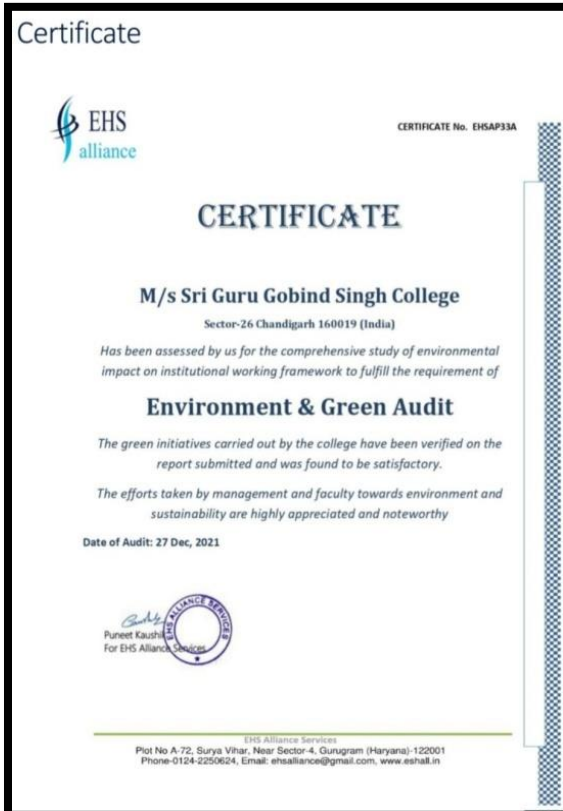 Certificate
EHS
alliance
CERTIFICATE No. EHSAP33A
CERTIFICATE
M/s Sri Guru Gobind Singh College
Sector-26 Chandigarh 160019 (India)
Has been assessed by us for the comprehensive study of environmental
impact on institutional working framework to fulfill the requirement of
Environment & Green Audit
The green initiatives carried out by the college have been verified on the
report submitted and was found to be satisfactory.
The efforts taken by management and faculty towards environment and
sustainability are highly appreciated and noteworthy
Date of Audit: 27 Dec, 2021
EHS ALLIANCE SERVICES
Puneet Kaushik
For EHS Alliance Services
EHS Alliance Services
Plot No A-72, Surya Vihar, Near Sector-4, Gurugram (Haryana)-122001
Phone-0124-2250624, Email: ehsalliance@gmail.com, www.eshall.in